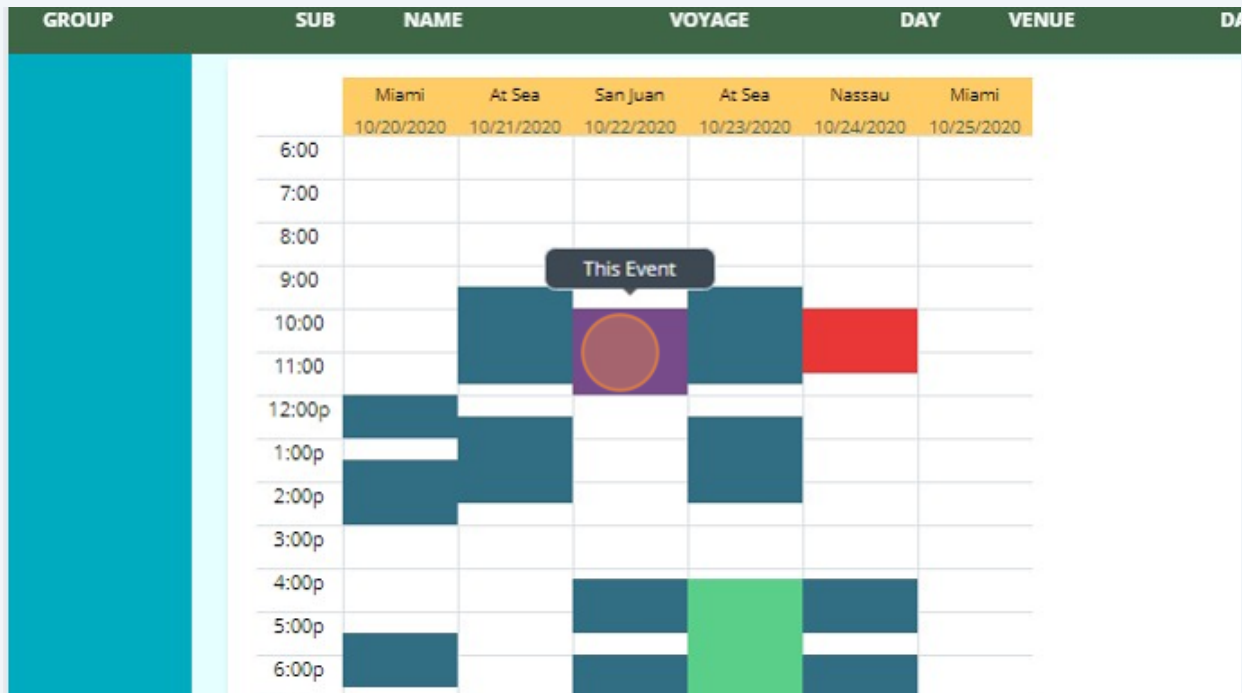 GROUP SUB NAME VOYAGE DAY VENUE
Miami At Sea San Juan At Sea Nassau Miami
10/20/2020 10/21/2020 10/22/2020 10/23/2020 10/24/2020 10/25/2020
6:00
7:00
8:00
This Event
9:00
10:00
11:00
12:00p
1:00p
2:00p
3:00p
4:00p
5:00p
6:00p